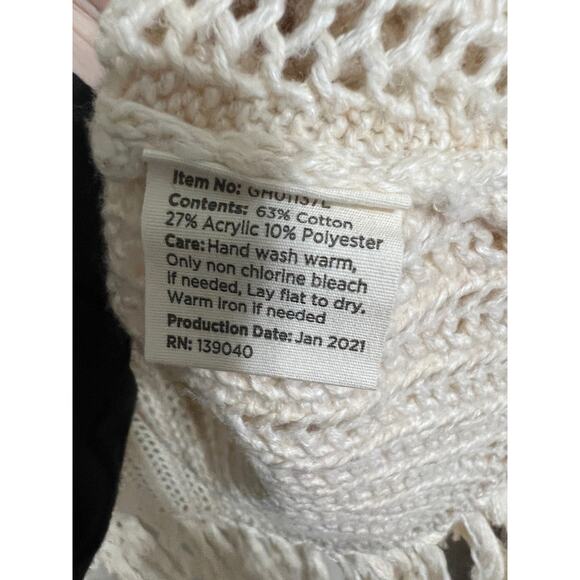 Item No: GH01137L
Contents: 63% Cotton
27% Acrylic 10% Polyester
Care: Hand wash warm,
Only non chlorine bleach
If needed, Lay flat to dry.
Warm iron if needed
Production Date: Jan 2021
RN: 139040